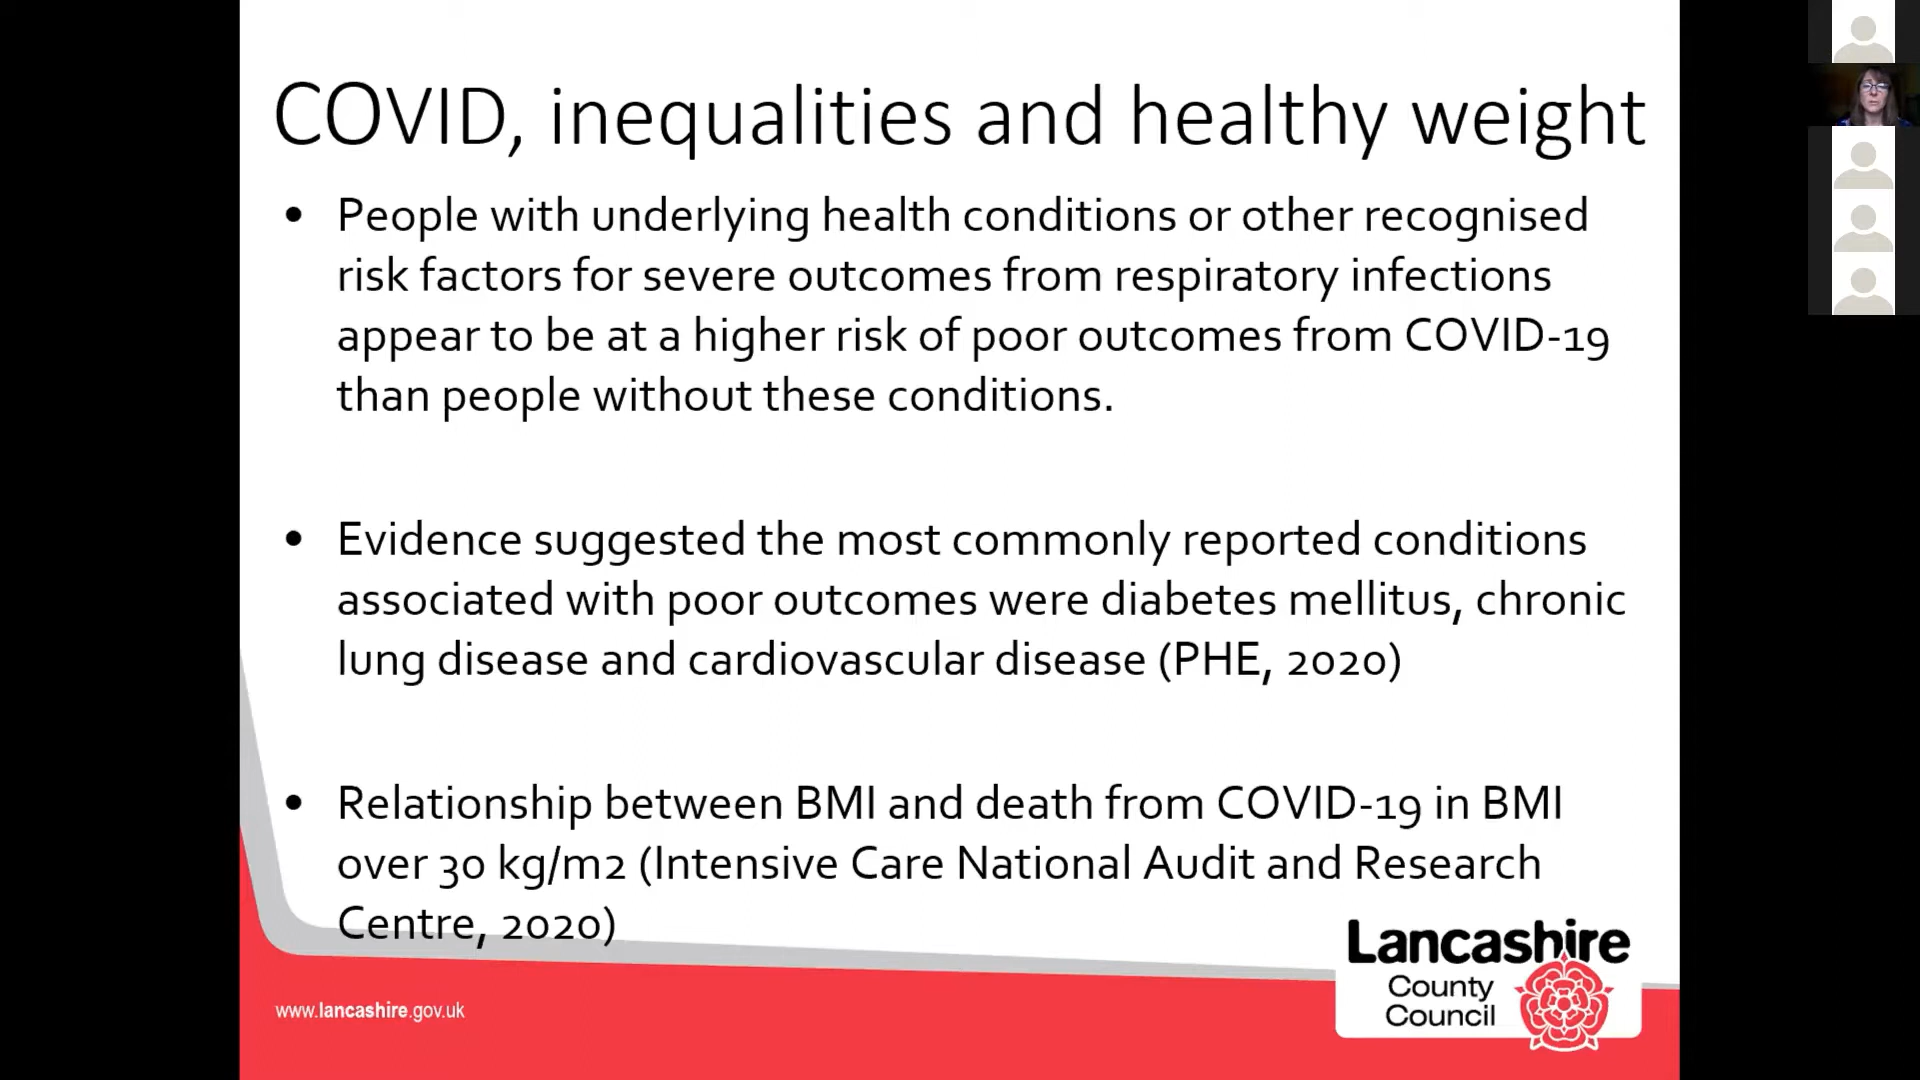 COVID, inequalities and healthy weight
• People with underlying health conditions or other recognised
risk factors for severe outcomes from respiratory infections
appear to be at a higher risk of poor outcomes from COVID-19
than people without these conditions.
• Evidence suggested the most commonly reported conditions
associated with poor outcomes were diabetes mellitus, chronic
lung disease and cardiovascular disease (PHE, 2020)
• Relationship between BMI and death from COVID-19 in BMI
over 30 kg/m2 (Intensive Care National Audit and Research
Centre, 2020)
www.lancashire.gov.uk
Lancashire
County
Council